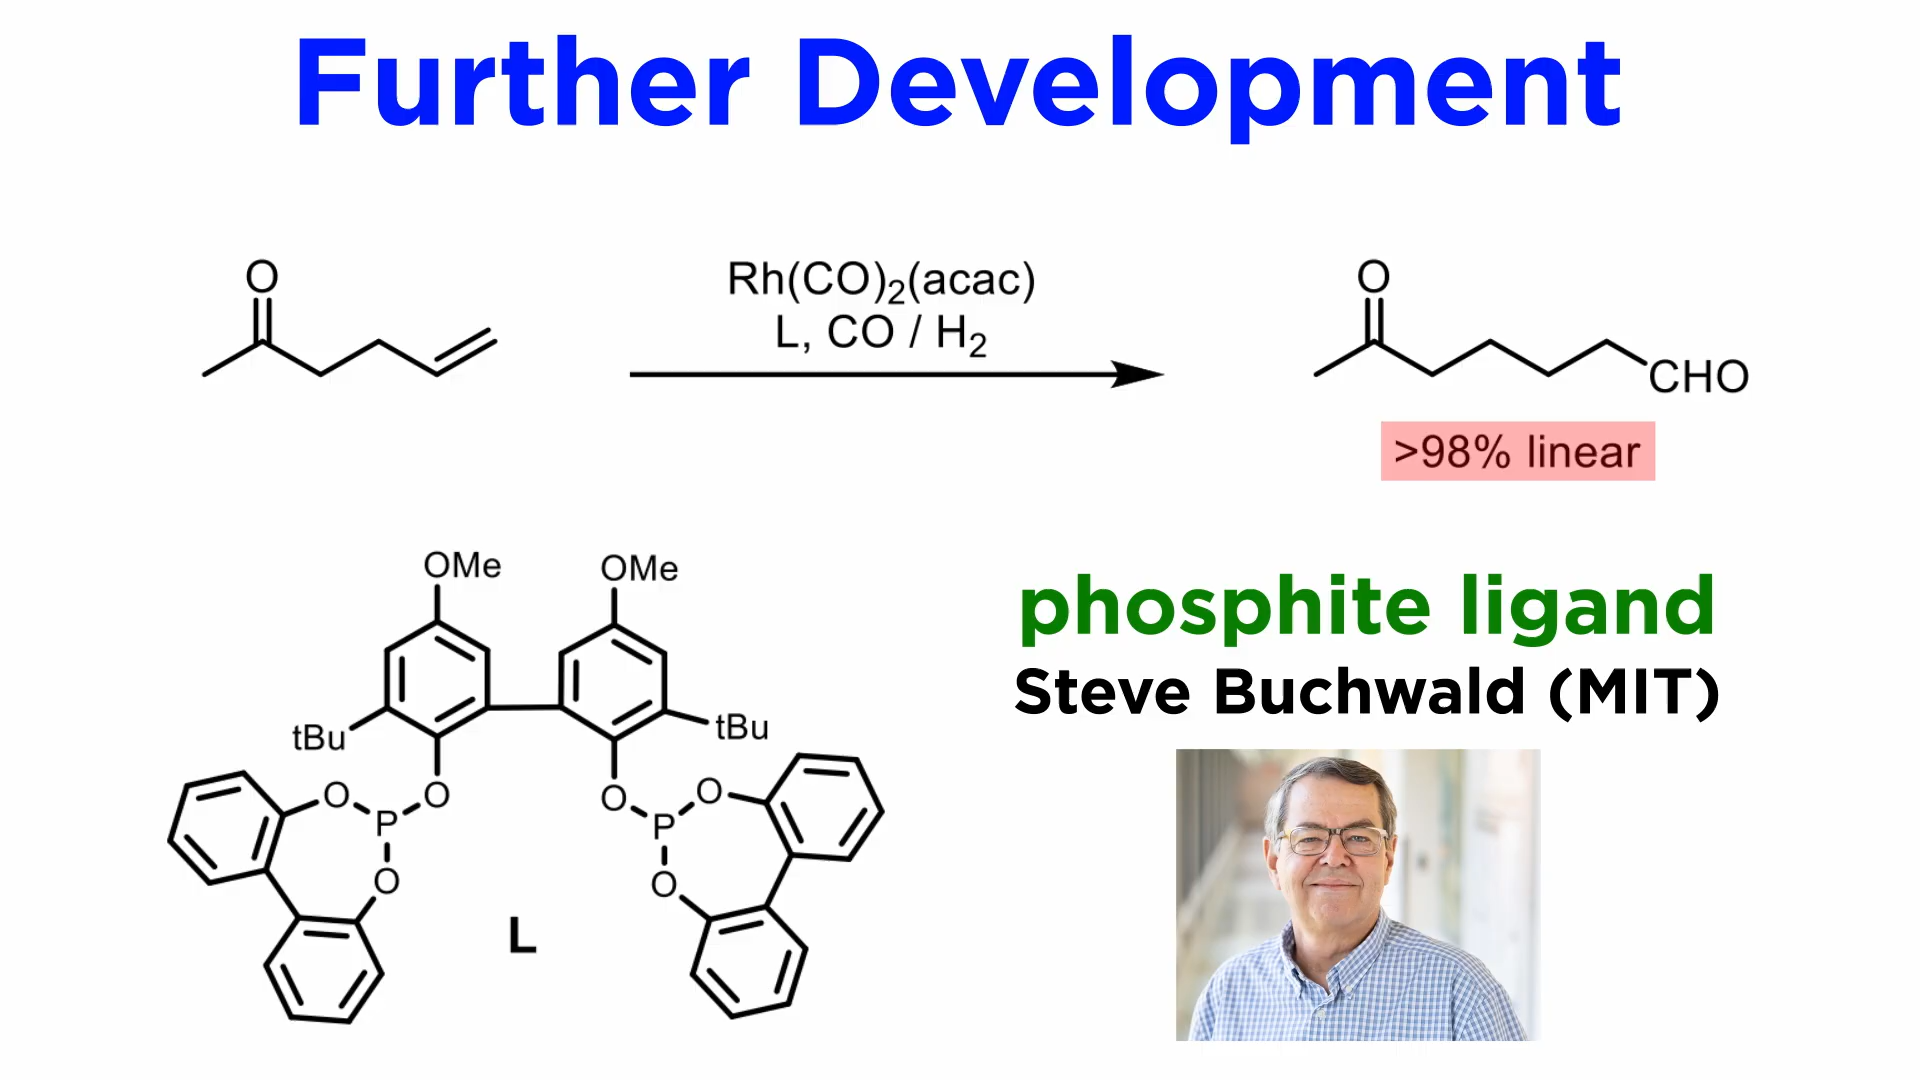 Further Development
O
Rh(CO)2(acac)
L, CO / H2
O
CHO
>98% linear
OMe
OMe
tBu
tBu
O
P
O
O
O
P
O
O
L
phosphite ligand
Steve Buchwald (MIT)